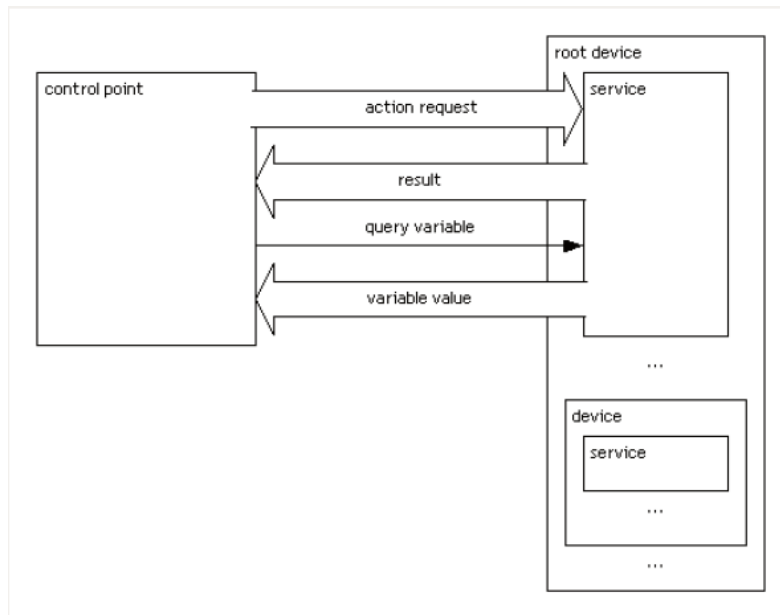 root device
control point
service
action request
result
query variable
variable value
...
device
service
...
...